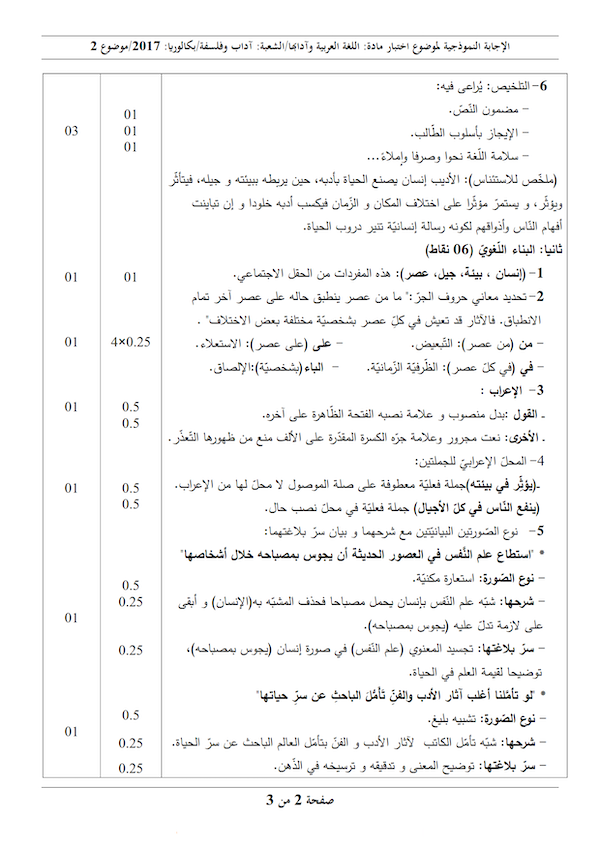 الإجابة النموذجية لموضوع اختبار مادة: اللغة العربية وآدابها/الشعبة: آداب وفلسفة/بكالوريا: 2017/موضوع 2
6- التلخيص: يُراعى فيه:
- مضمون النّصّ. 01
- الإيجاز بأسلوب الطّالب. 01 03
- سلامة اللّغة نحوا وصرفا وإملاءً... 01
(ملخّص للاستئناس): الأديب إنسان يصنع الحياة بأدبه، حين يربطه ببيئته و جيله، فيتأثّر
ويؤثّر ، و يستمرّ مؤثّرا على اختلاف المكان و الزّمان فيكسب أدبه خلودا و إن تباينت
أفهام النّاس وأذواقهم لكونه رسالة إنسانيّة تنير دروب الحياة.
ثانيا: البناء اللّغويّ (06 نقاط)
1- (إنسان ، بيئة، جيل، عصر): هذه المفردات من الحقل الاجتماعي. 01 01
2- تحديد معاني حروف الجرّ:" ما من عصر ينطبق حاله على عصر آخر تمام
الانطباق. فالآثار قد تعيش في كلّ عصر بشخصيّة مختلفة بعض الاختلاف" .
- من (من عصر): التّبعيض. - على (على عصر): الاستعلاء. 4×0.25 01
- في (في كلّ عصر): الظّرفيّة الزّمانيّة. - الباء (بشخصيّة):الإلصاق.
3- الإعراب :
ـ القول :بدل منصوب و علامة نصبه الفتحة الظّاهرة على آخره. 0.5 01
ـ الأخرى: نعت مجرور وعلامة جرّه الكسرة المقدّرة على الألف منع من ظهورها التّعذّر. 0.5
4- المحلّ الإعرابيّ للجملتين:
ـ(يؤثّر في بيئته)جملة فعليّة معطوفة على صلة الموصول لا محلّ لها من الإعراب. 0.5 01
(ينفع النّاس في كلّ الأجيال) جملة فعليّة في محلّ نصب حال. 0.5
5- نوع الصّورتين البيانيّتين مع شرحهما و بيان سرّ بلاغتهما:
• "استطاع علم النّفس في العصور الحديثة أن يجوس بمصباحه خلال أشخاصها"
- نوع الصّورة: استعارة مكنيّة. 0.5
- شرحها: شبّه علم النّفس بإنسان يحمل مصباحا فحذف المشبّه به(الإنسان) و أبقى 0.25
على لازمة تدلّ عليه (يجوس بمصباحه). 01
- سرّ بلاغتها: تجسيد المعنوي (علم النّفس) في صورة إنسان (يجوس بمصباحه)، 0.25
توضيحا لقيمة العلم في الحياة.
• "لو تأمّلنا أغلب آثار الأدب والفنّ تَأمُّلَ الباحثِ عن سرّ حياتها"
- نوع الصّورة: تشبيه بليغ. 0.5
- شرحها: شبّه تأمّل الكاتب لآثار الأدب و الفنّ بتأمّل العالم الباحث عن سرّ الحياة. 0.25 01
- سرّ بلاغتها: توضيح المعنى و تدقيقه و ترسيخه في الذّهن. 0.25
صفحة 2 من 3